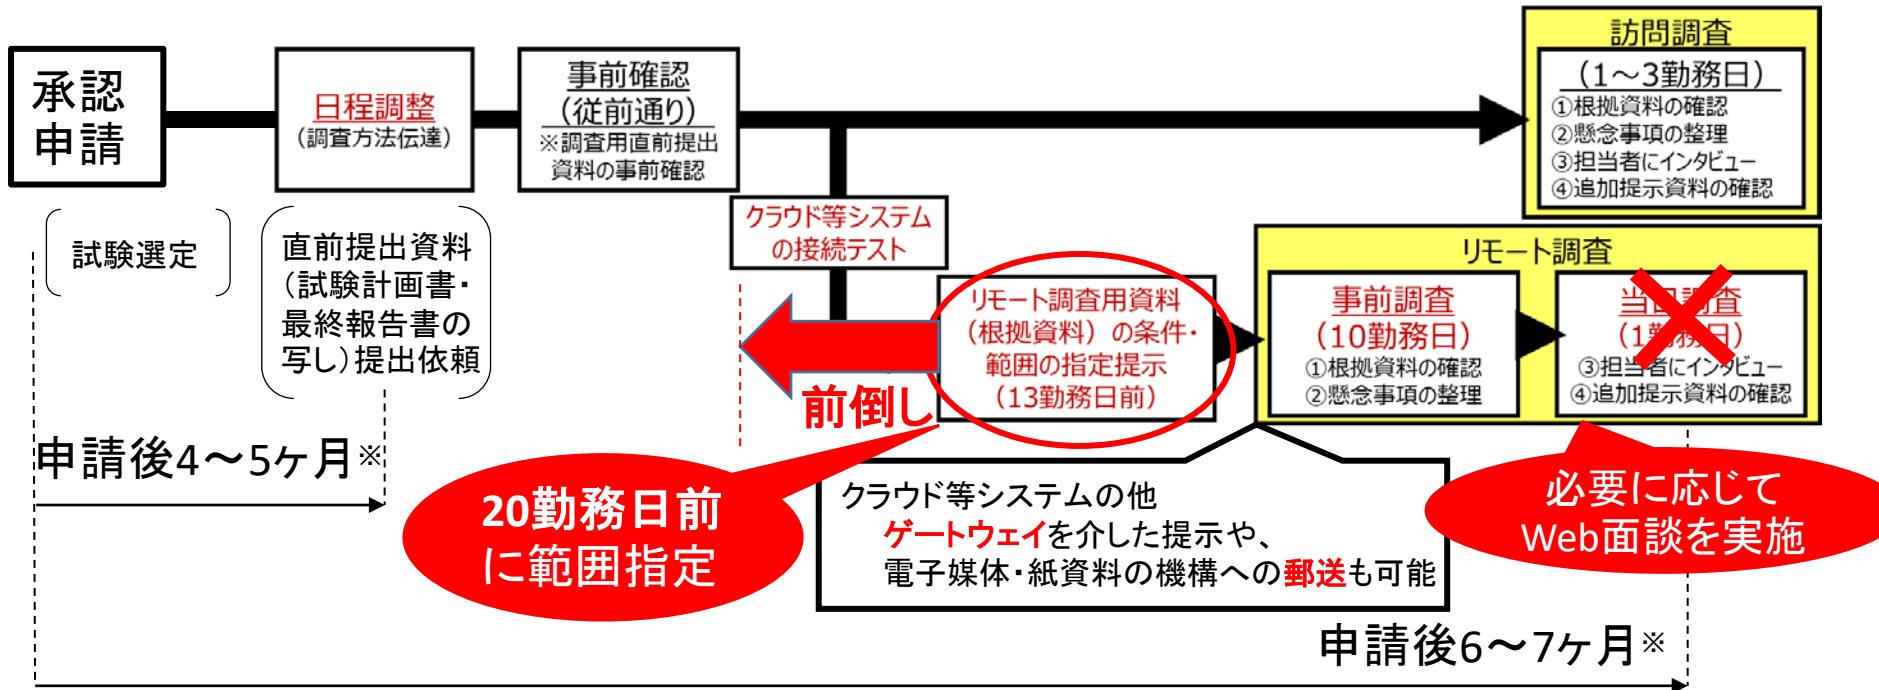 承認
申請
日程調整
(調査方法伝達)
事前確認
(従前通り)
※調査用直前提出
資料の事前確認
訪問調査
(1～3勤務日)
①根拠資料の確認
②懸念事項の整理
③担当者にインタビュー
④追加提示資料の確認
試験選定
直前提出資料
(試験計画書・
最終報告書の
写し)提出依頼
クラウド等システム
の接続テスト
リモート調査用資料
(根拠資料)の条件・
範囲の指定提示
(13勤務日前)
前倒し
リモート調査
事前調査
(10勤務日)
①根拠資料の確認
②懸念事項の整理
当日調査
(1勤務日)
③担当者にインタビュー
④追加提示資料の確認
申請後4～5ヶ月※
20勤務日前
に範囲指定
クラウド等システムの他
ゲートウェイを介した提示や、
電子媒体・紙資料の機構への郵送も可能
必要に応じて
Web面談を実施
申請後6～7ヶ月※